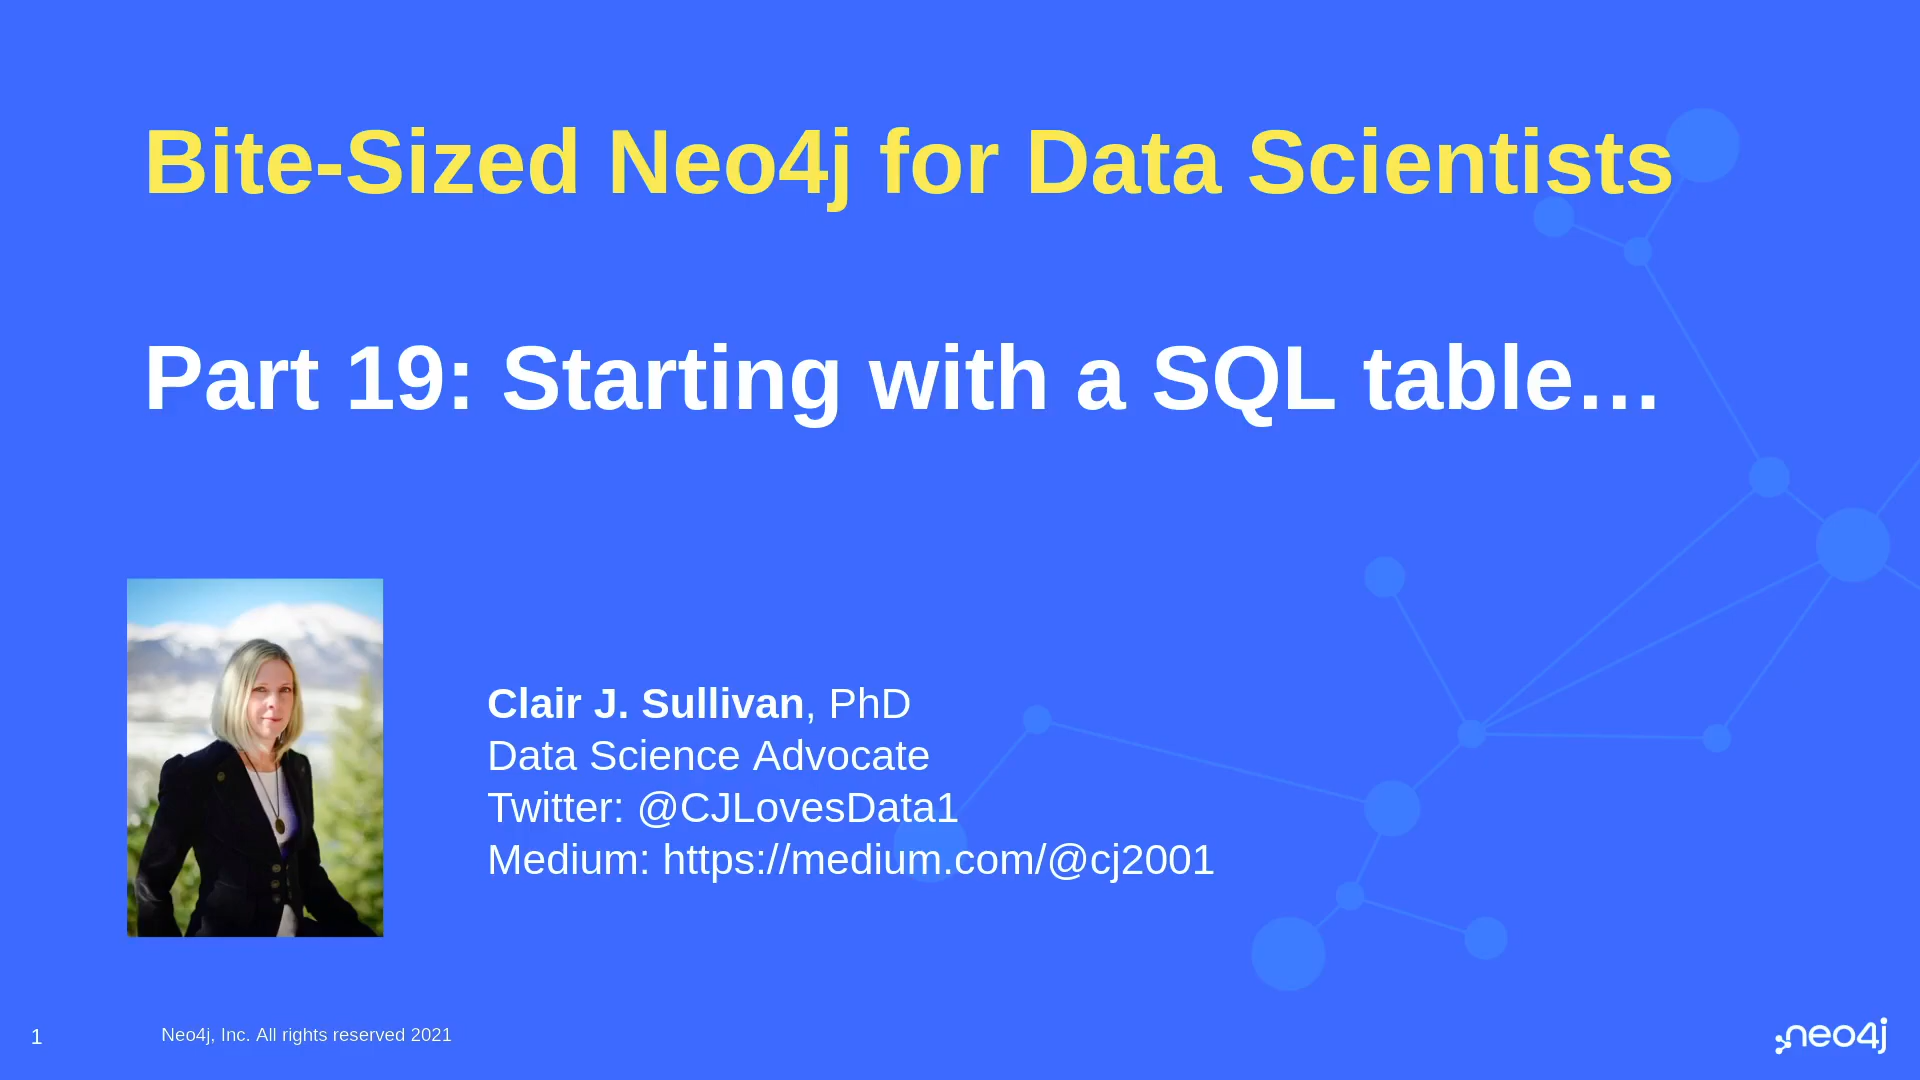 Bite-Sized Neo4j for Data Scientists
Part 19: Starting with a SQL table…
Clair J. Sullivan, PhD
Data Science Advocate
Twitter: @CJLovesData1
Medium: https://medium.com/@cj2001
1
Neo4j, Inc. All rights reserved 2021
neo4j